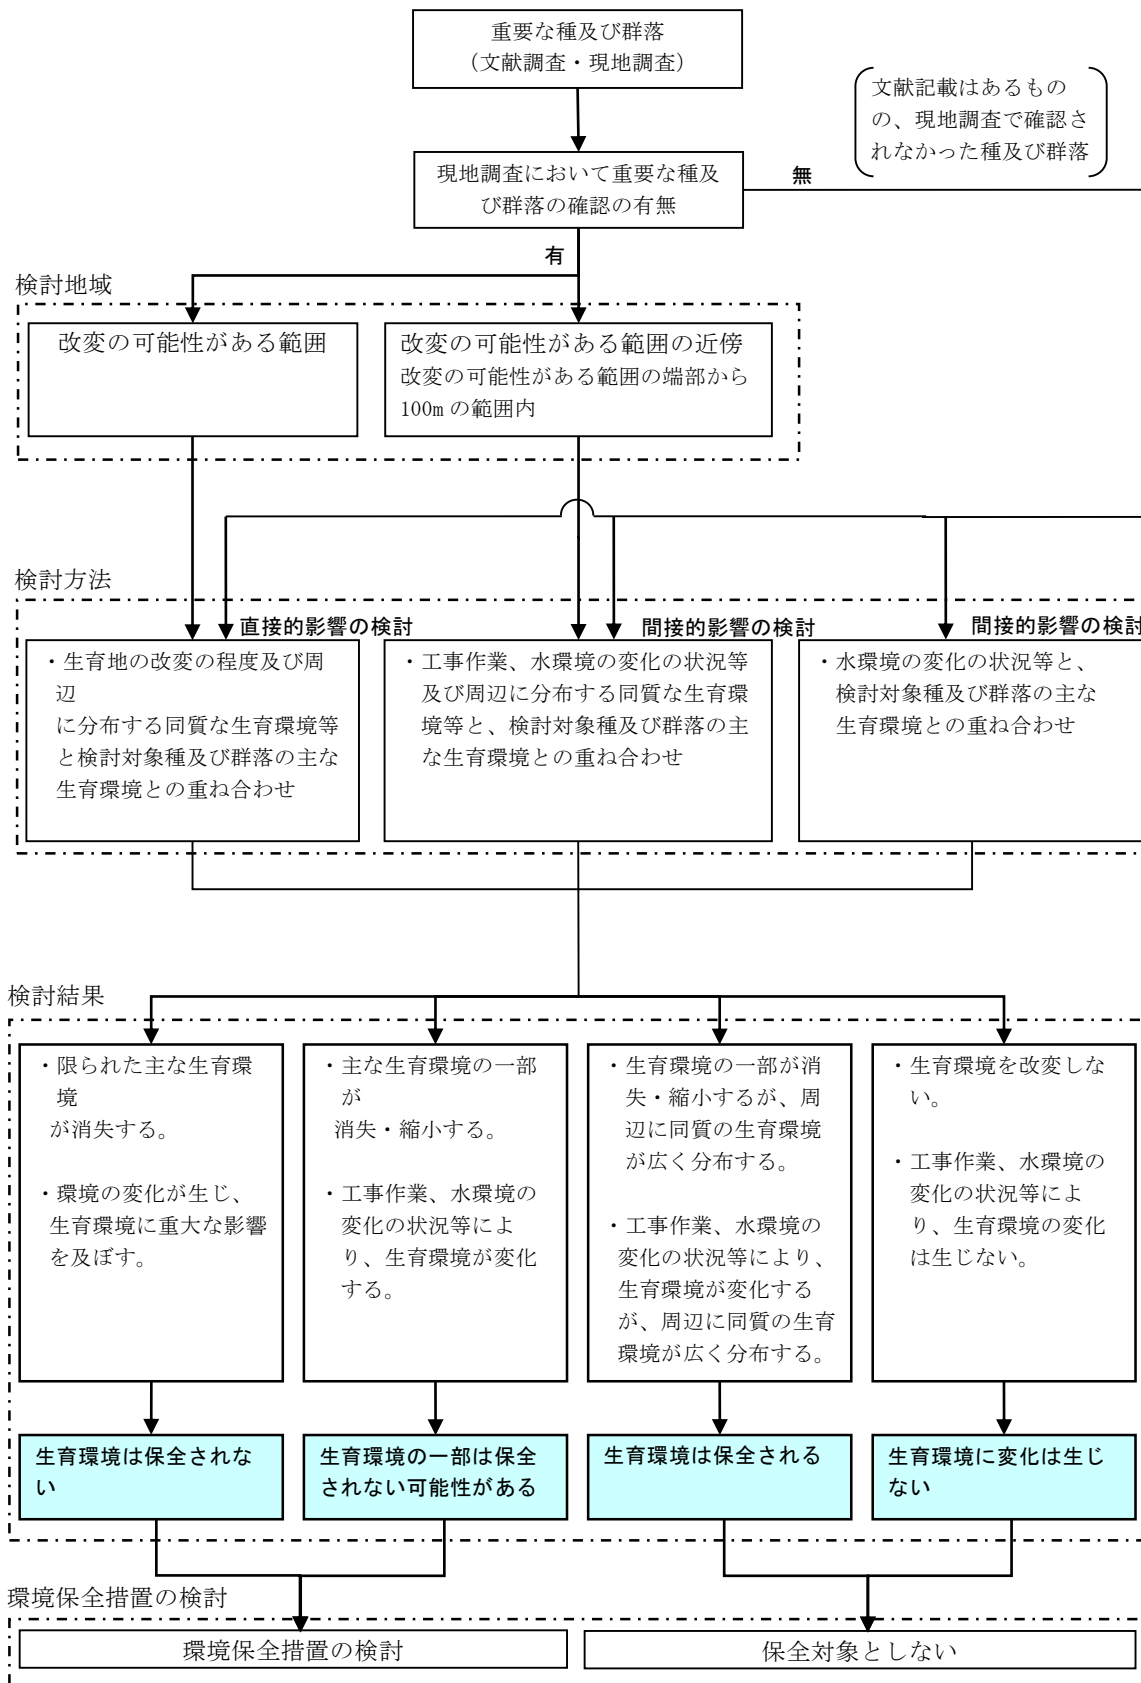 重要な種及び群落
（文献調査・現地調査）
文献記載はあるもの
の、現地調査で確認さ
れなかった種及び群落
現地調査において重要な種及
び群落の確認の有無
無
有
検討地域
改変の可能性がある範囲
改変の可能性がある範囲の近傍
改変の可能性がある範囲の端部から
100m の範囲内
検討方法
直接的影響の検討
間接的影響の検討
間接的影響の検討
・生育地の改変の程度及び周
辺
に分布する同質な生育環境等
と検討対象種及び群落の主な
生育環境との重ね合わせ
・工事作業、水環境の変化の状況等
及び周辺に分布する同質な生育環
境等と、検討対象種及び群落の主
な生育環境との重ね合わせ
・水環境の変化の状況等と、
検討対象種及び群落の主な
生育環境との重ね合わせ
検討結果
・限られた主な生育環
境
が消失する。
・環境の変化が生じ、
生育環境に重大な影響
を及ぼす。
・主な生育環境の一部
が
消失・縮小する。
・工事作業、水環境の
変化の状況等によ
り、生育環境が変化
する。
・生育環境の一部が消
失・縮小するが、周
辺に同質の生育環境
が広く分布する。
・工事作業、水環境の
変化の状況等により、
生育環境が変化する
が、周辺に同質の生育
環境が広く分布する。
・生育環境を改変しな
い。
・工事作業、水環境の
変化の状況等によ
り、生育環境の変化
は生じない。
生育環境は保全されな
い
生育環境の一部は保全
されない可能性がある
生育環境は保全される
生育環境に変化は生じ
ない
環境保全措置の検討
環境保全措置の検討
保全対象としない